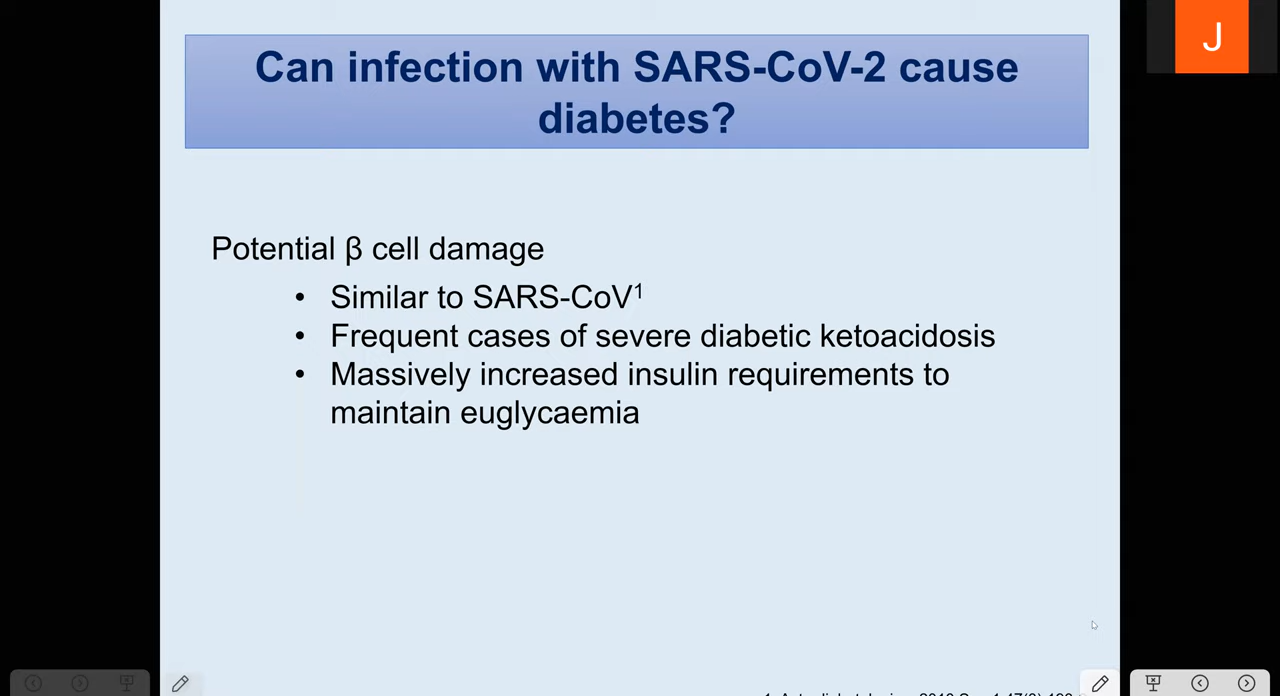 Can infection with SARS-CoV-2 cause
diabetes?
J
Potential β cell damage
• Similar to SARS-CoV¹
• Frequent cases of severe diabetic ketoacidosis
• Massively increased insulin requirements to
maintain euglycaemia